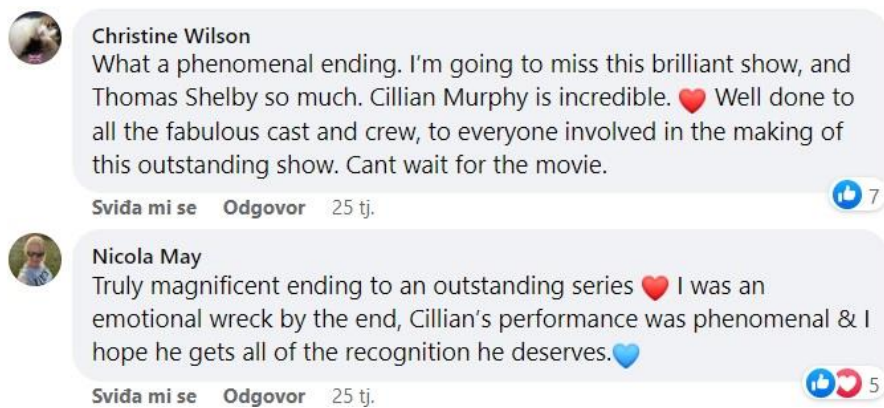 Christine Wilson
What a phenomenal ending. I'm going to miss this brilliant show, and
Thomas Shelby so much. Cillian Murphy is incredible. ❤️ Well done to
all the fabulous cast and crew, to everyone involved in the making of
this outstanding show. Cant wait for the movie.
7
Sviđa mi se Odgovor 25 tj.
Nicola May
Truly magnificent ending to an outstanding series ❤️ I was an
emotional wreck by the end, Cillian's performance was phenomenal & I
hope he gets all of the recognition he deserves.💙
5
Sviđa mi se Odgovor 25 tj.